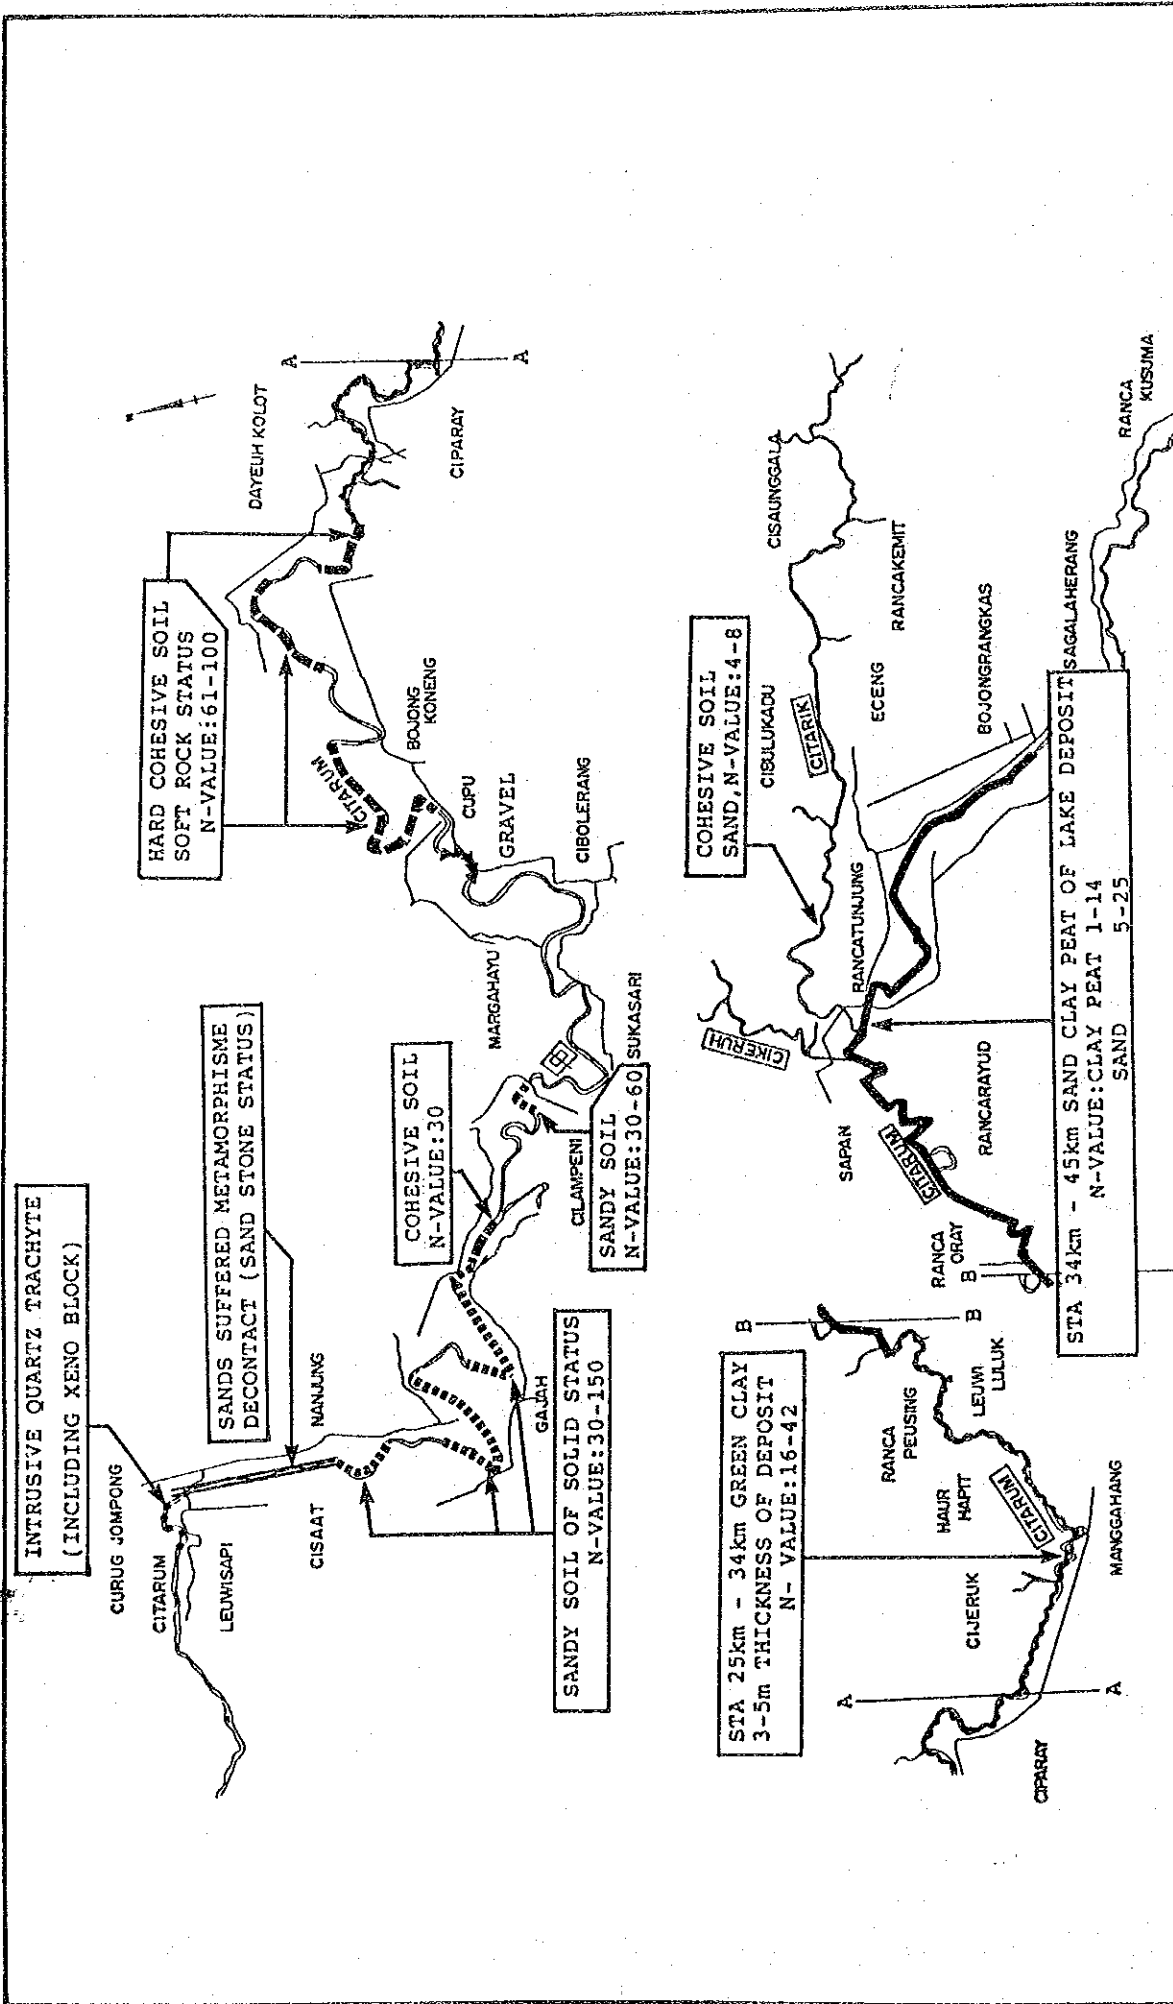 INTRUSIVE QUARTZ TRACHYTE
(INCLUDING XENO BLOCK)
CURUG JOMPONG
CITARUM
LEUWISAPI
SANDS SUFFERED METAMORPHISME
DECONTACT (SAND STONE STATUS)
NANJUNG
CISAAT
SANDY SOIL OF SOLID STATUS
N-VALUE:30-150
GAJAH
COHESIVE SOIL
N-VALUE:30
CILAMPENI
SANDY SOIL
N-VALUE:30-60
SUKASARI
MARGAHAYU
HARD COHESIVE SOIL
SOFT ROCK STATUS
N-VALUE:61-100
CITARUM
BOJONG
KONENG
CUPU
GRAVEL
CIBOLERANG
DAYEUH KOLOT
CIPARAY
A
A
STA 25km - 34km GREEN CLAY
3-5m THICKNESS OF DEPOSIT
N- VALUE:16-42
A
A
CIPARAY
CIJERUK
MANGGAHANG
CITARUM
HAUR
HAPIT
RANCA
PEUSING
LEUWI
LULUK
B
B
B
RANCA
ORAY
CITARUM
SAPAN
RANCARAYUD
CIKERUH
RANCATUNJUNG
COHESIVE SOIL
SAND,N-VALUE:4-8
CIBULUKADU
CITARIK
ECENG
RANCAKEMIT
CISAUNGGALA
BOJONGRANGKAS
SAGALAHERANG
RANCA
KUSUMA
STA 34km - 45km SAND CLAY PEAT OF LAKE DEPOSIT
N-VALUE:CLAY PEAT 1-14
SAND 5-25